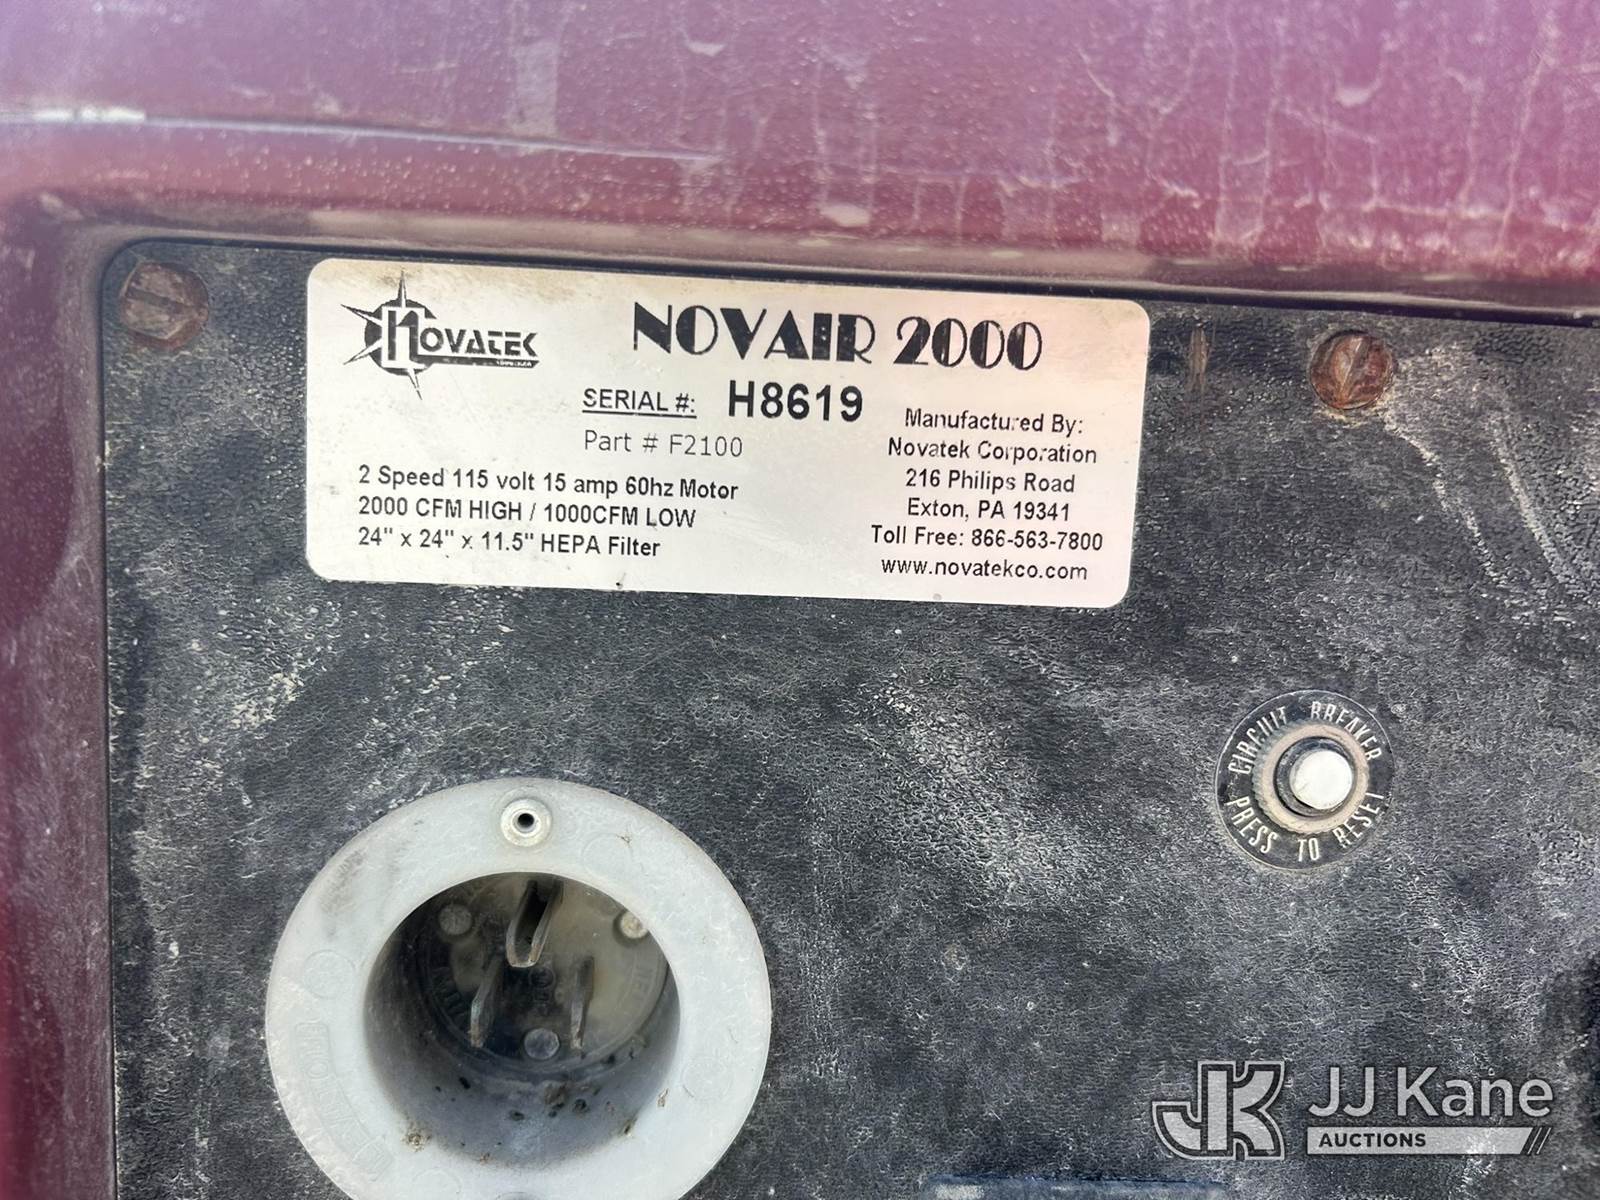 NOVATEK
NOVAIR 2000
SERIAL #: H8619
Part # F2100
2 Speed 115 volt 15 amp 60hz Motor
2000 CFM HIGH / 1000CFM LOW
24" x 24" x 11.5" HEPA Filter
Manufactured By:
Novatek Corporation
216 Philips Road
Exton, PA 19341
Toll Free: 866-563-7800
www.novatekco.com
CIRCUIT BREAKER
PRESS TO RESET
JK JJ Kane
AUCTIONS